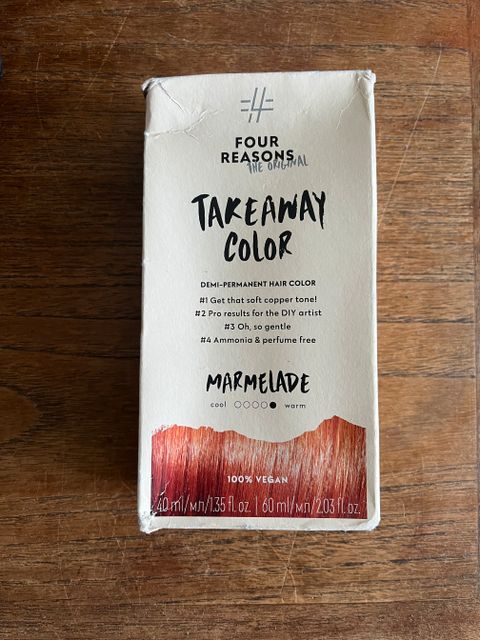 #4
FOUR
REASONS
THE ORIGINAL
TAKEAWAY
COLOR
DEMI-PERMANENT HAIR COLOR
#1 Get that soft copper tone!
#2 Pro results for the DIY artist
#3 Oh, so gentle
#4 Ammonia & perfume free
MARMELADE
cool warm
100% VEGAN
40 ml/мл/1.35 fl. oz. | 60 ml/мл/2.03 fl. oz.